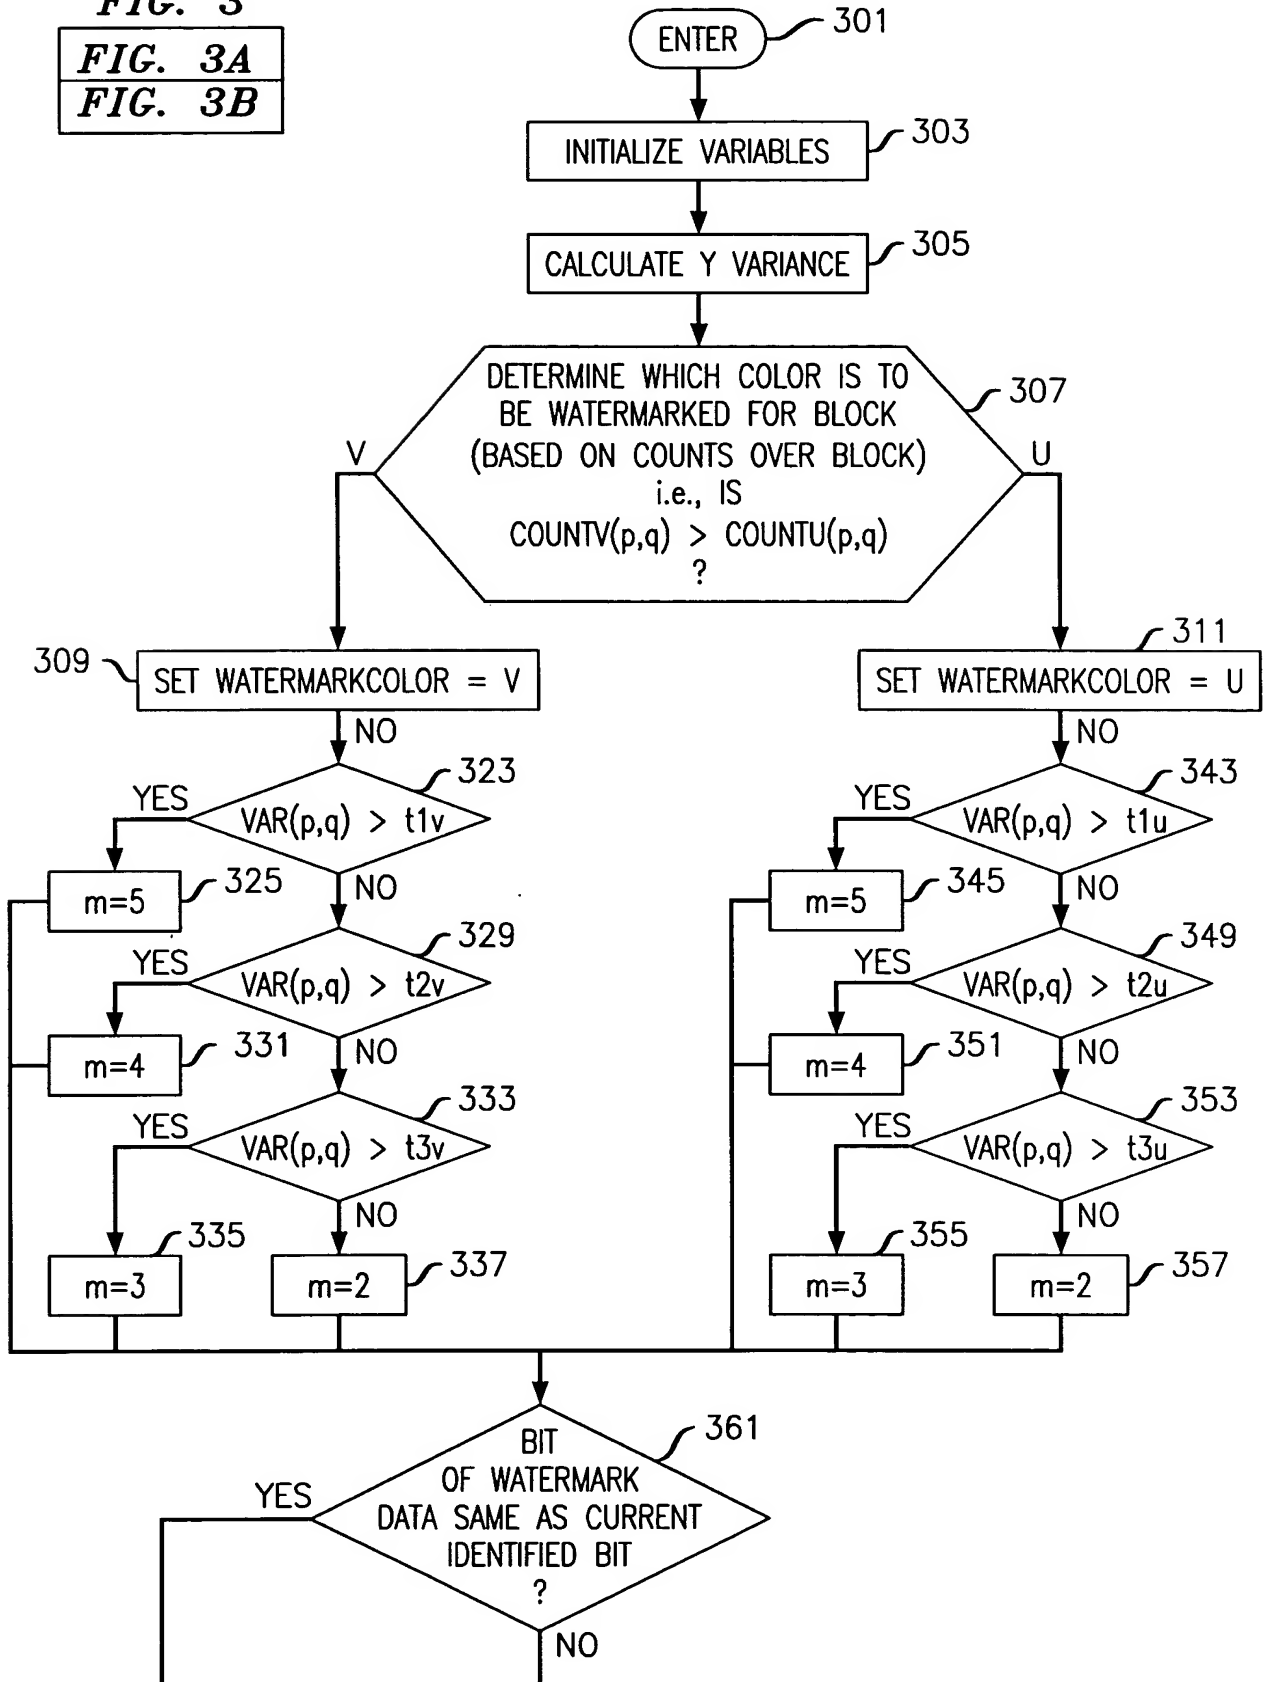 FIG. 3
FIG. 3A
FIG. 3B
ENTER
301
INITIALIZE VARIABLES
303
CALCULATE Y VARIANCE
305
DETERMINE WHICH COLOR IS TO
BE WATERMARKED FOR BLOCK
(BASED ON COUNTS OVER BLOCK)
i.e., IS
COUNTV(p,q) > COUNTU(p,q)
?
307
V
U
309
SET WATERMARKCOLOR = V
311
SET WATERMARKCOLOR = U
NO
NO
323
YES
VAR(p,q) > t1v
343
YES
VAR(p,q) > t1u
m=5
325
NO
m=5
345
NO
329
YES
VAR(p,q) > t2v
349
YES
VAR(p,q) > t2u
m=4
331
NO
m=4
351
NO
333
YES
VAR(p,q) > t3v
353
YES
VAR(p,q) > t3u
NO
NO
335
m=3
337
m=2
355
m=3
357
m=2
361
BIT
OF WATERMARK
DATA SAME AS CURRENT
IDENTIFIED BIT
?
YES
NO